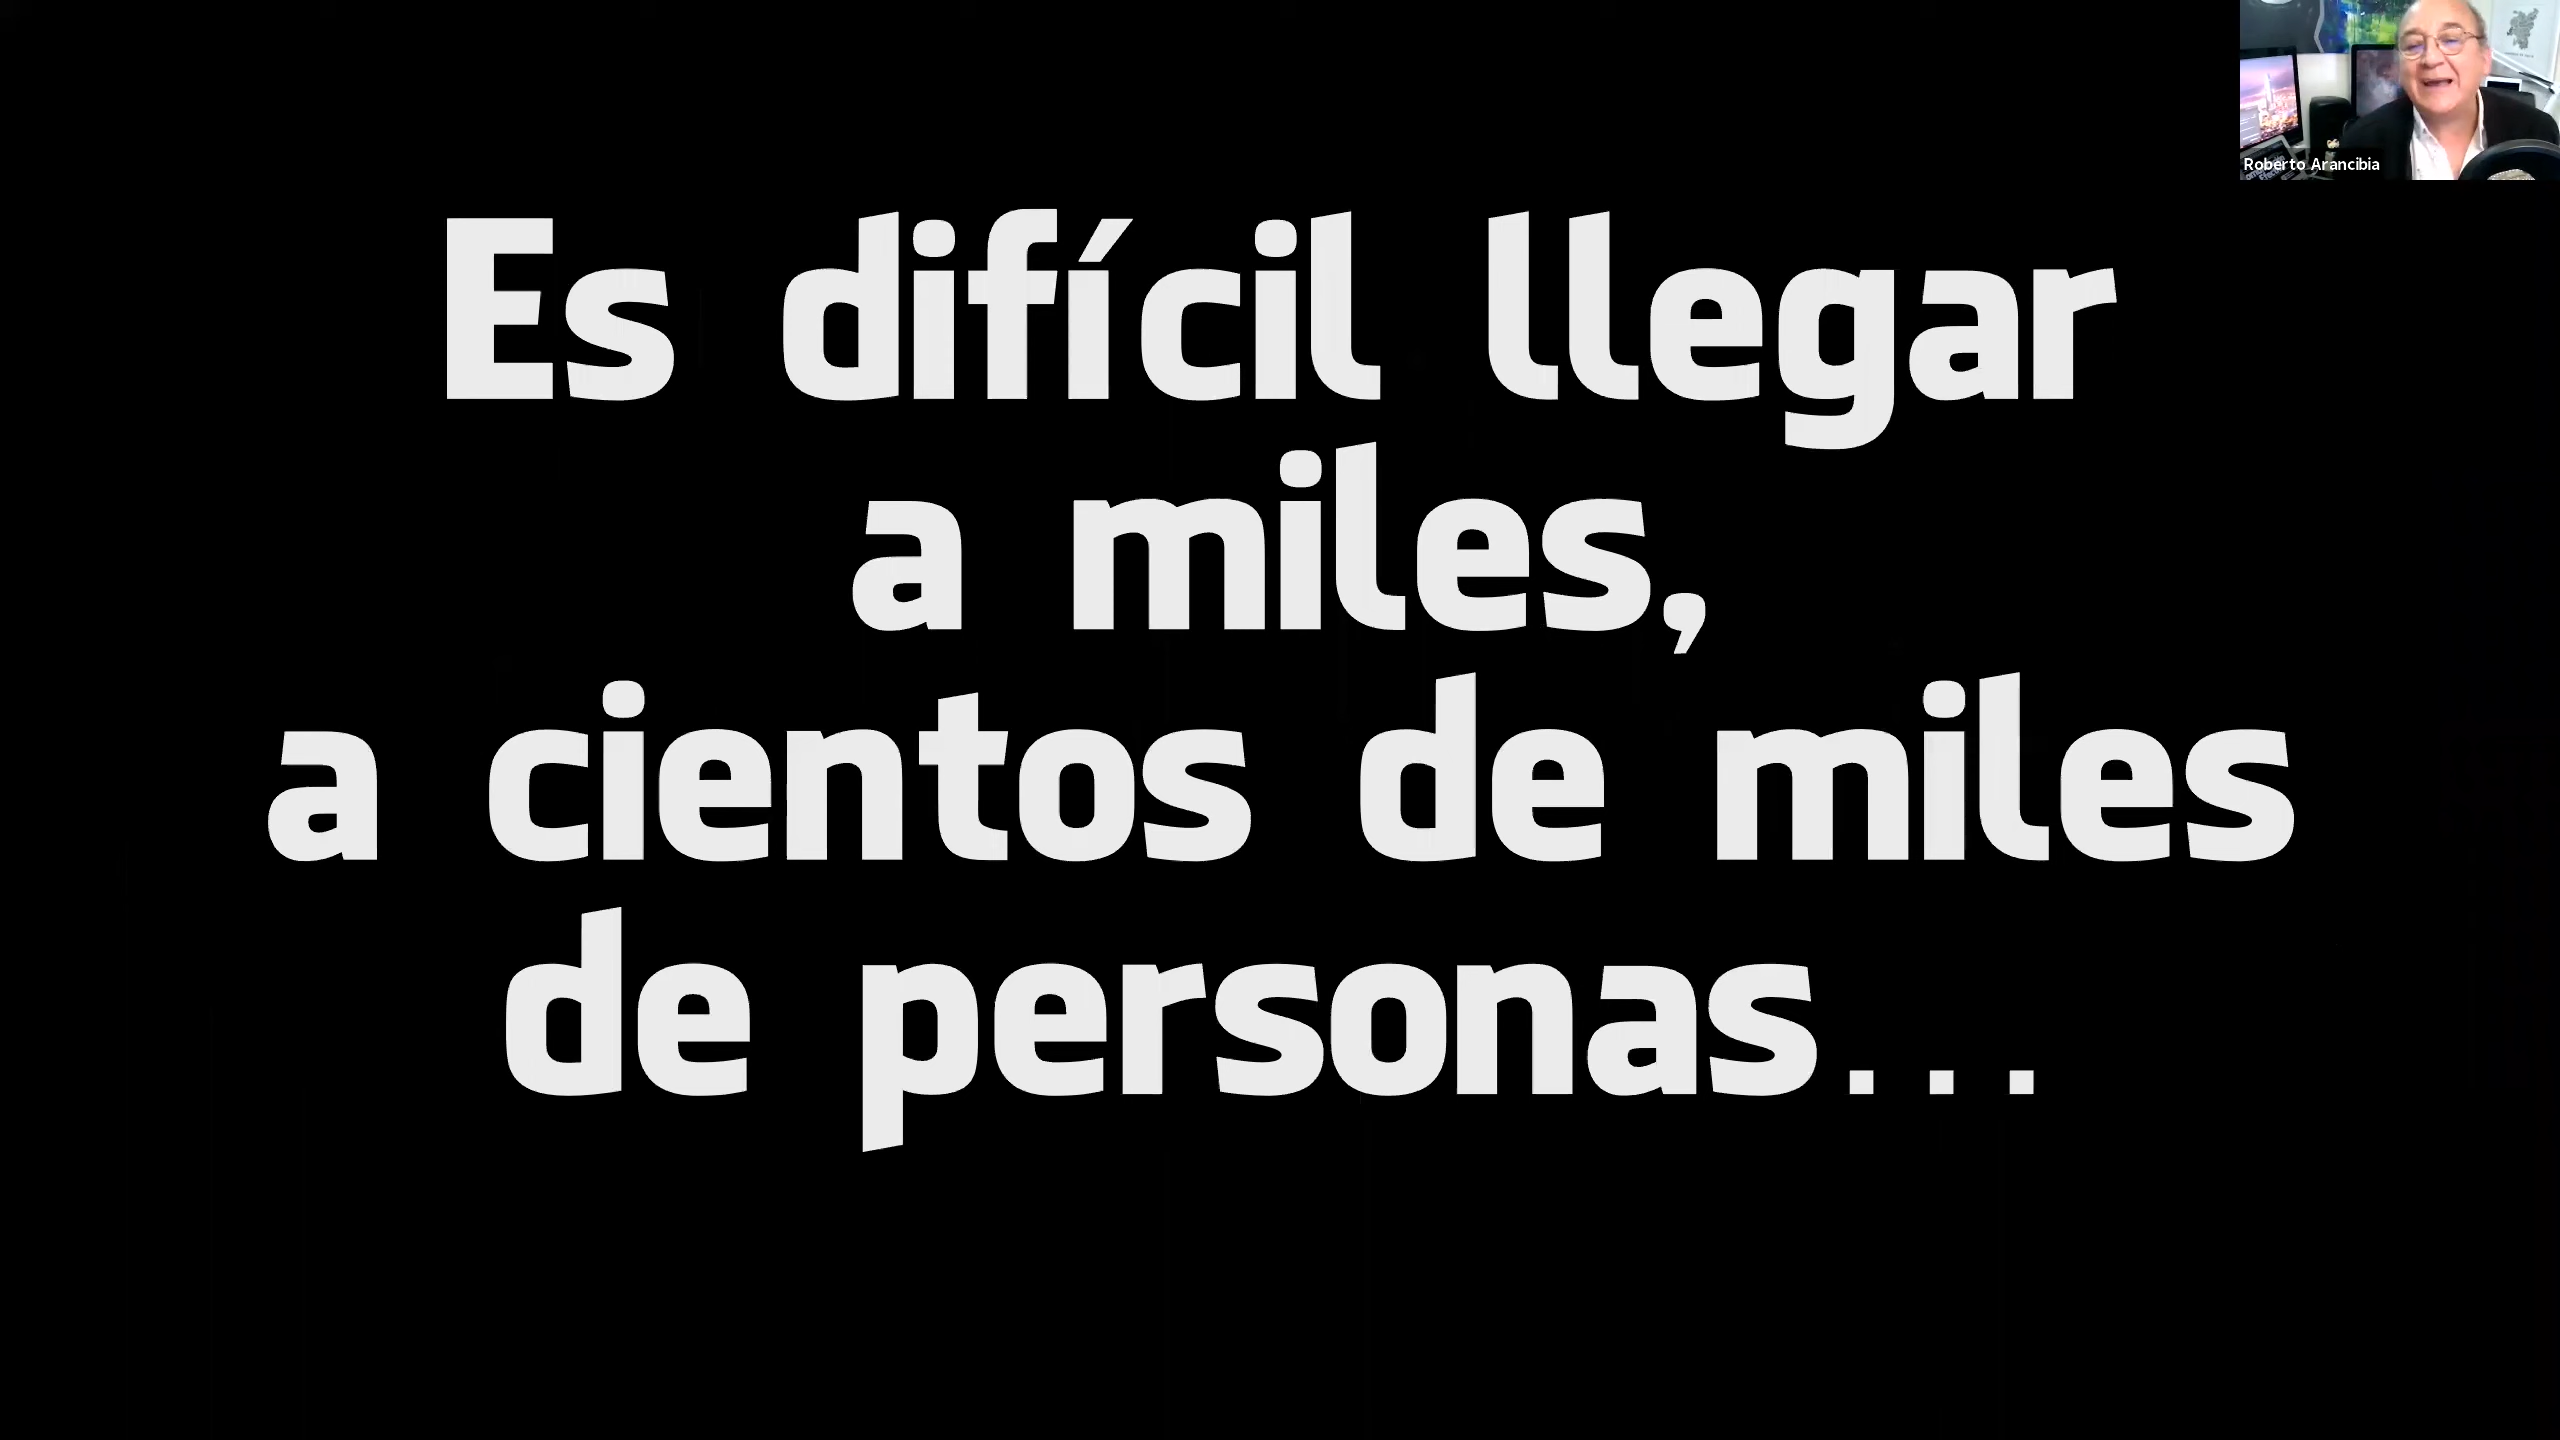 Roberto Arancibia
Es difícil llegar
a miles,
a cientos de miles
de personas...